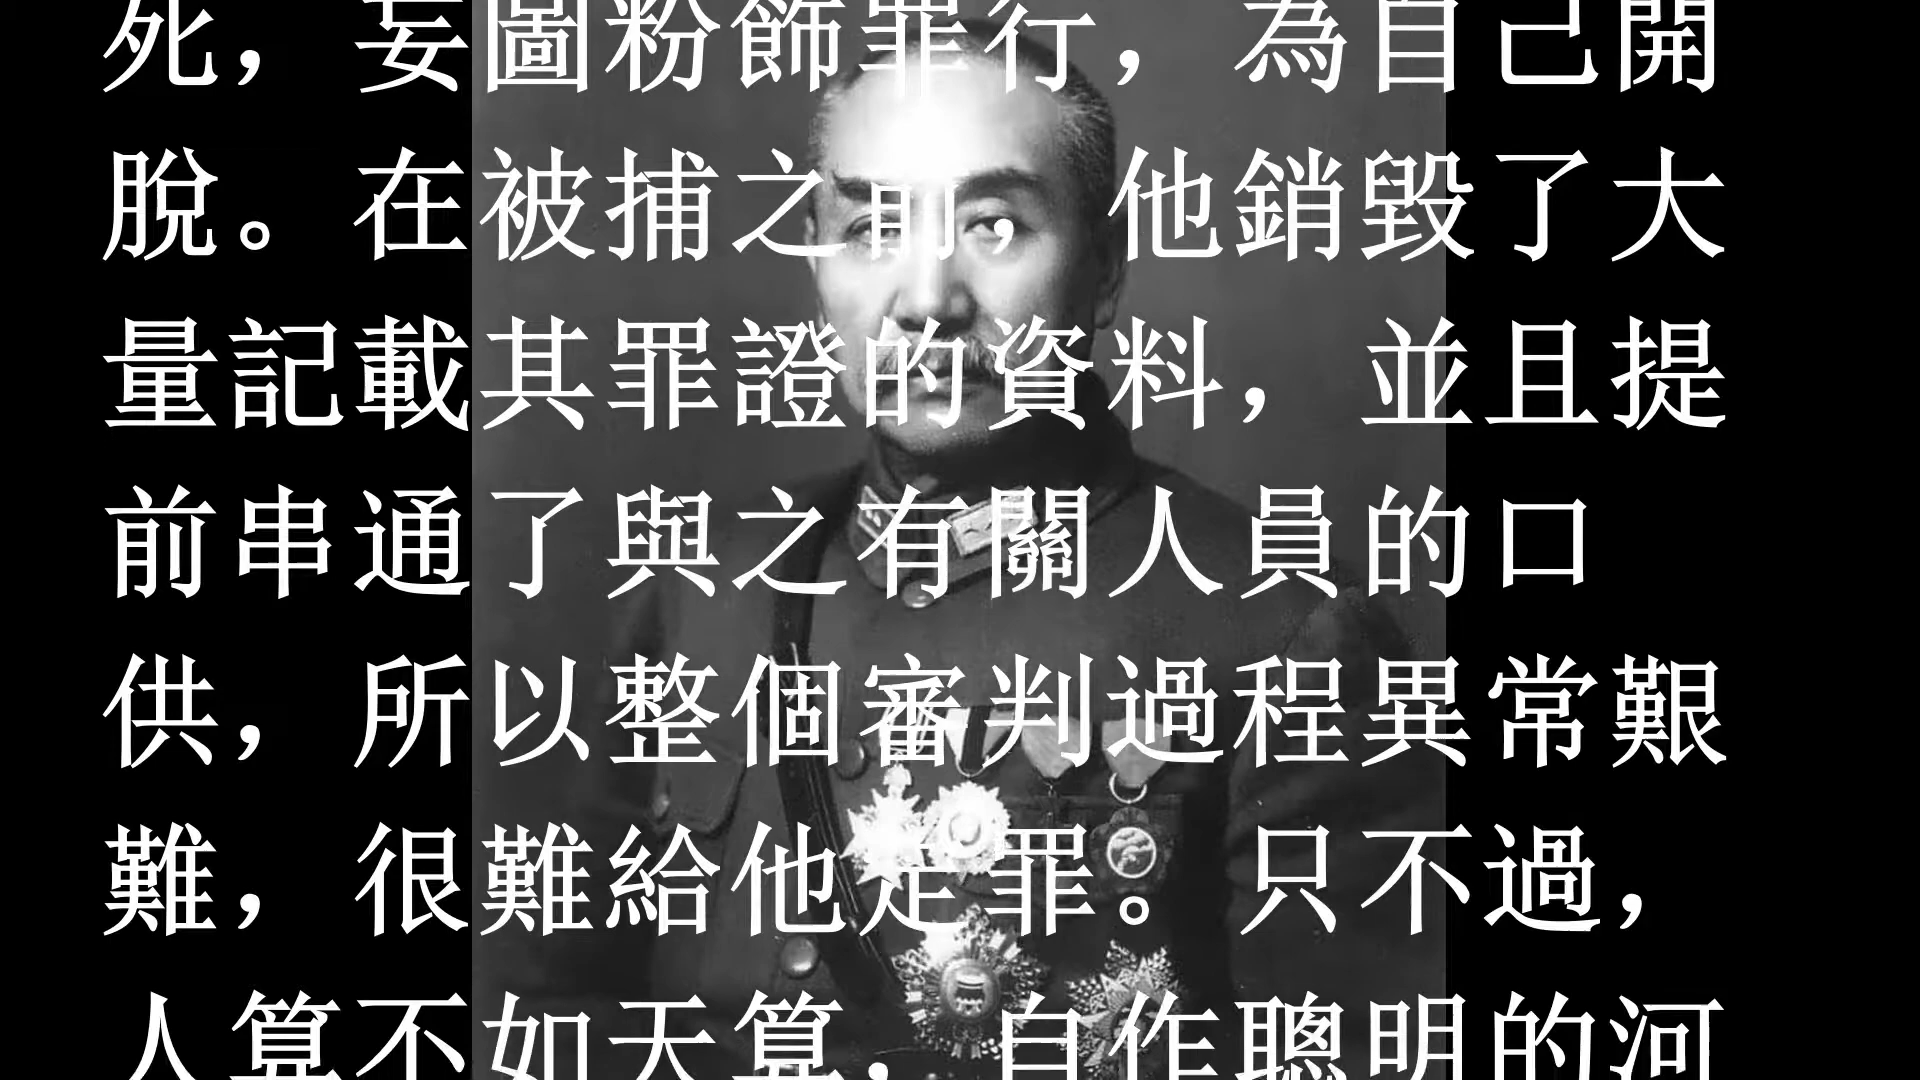 死，妄圖粉飾罪行，為自己開
脫。在被捕之前，他銷毀了大
量記載其罪證的資料，並且提
前串通了與之有關人員的口
供，所以整個審判過程異常艱
難，很難給他定罪。只不過，
人算不如天算，自作聰明的河